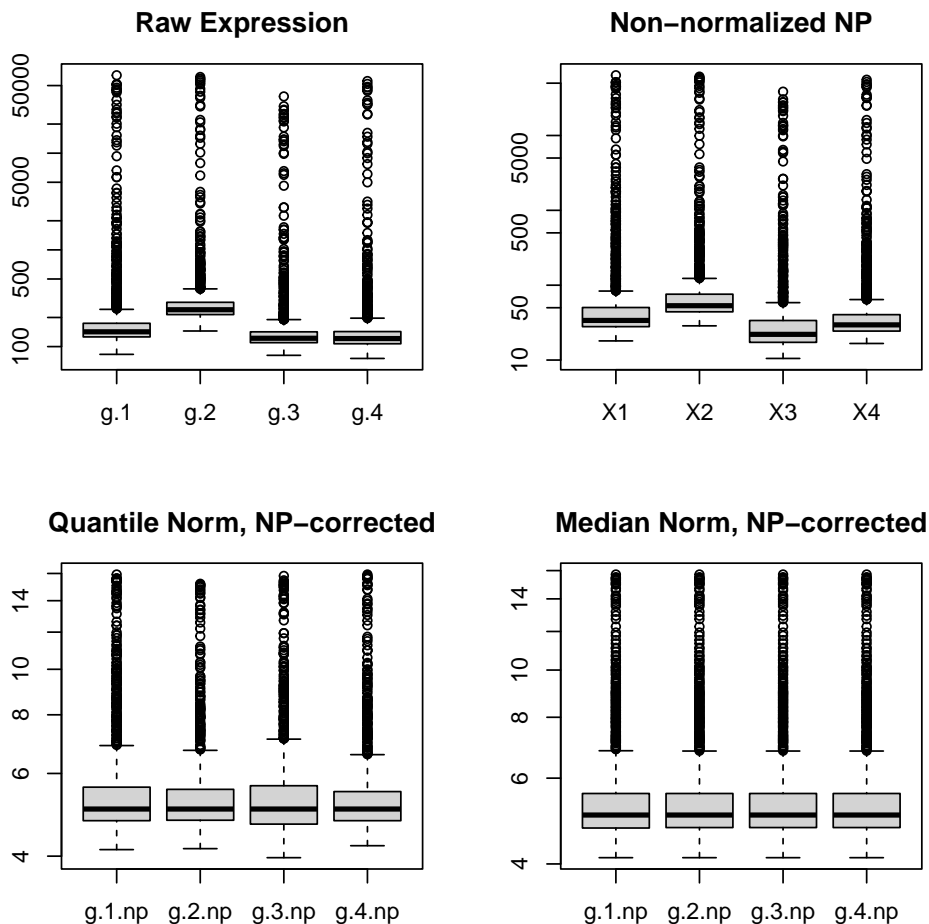 Raw Expression
50000
5000
500
100
g.1 g.2 g.3 g.4
Non−normalized NP
5000
500
50
10
X1 X2 X3 X4
Quantile Norm, NP−corrected
14
10
8
6
4
g.1.np g.2.np g.3.np g.4.np
Median Norm, NP−corrected
14
10
8
6
4
g.1.np g.2.np g.3.np g.4.np